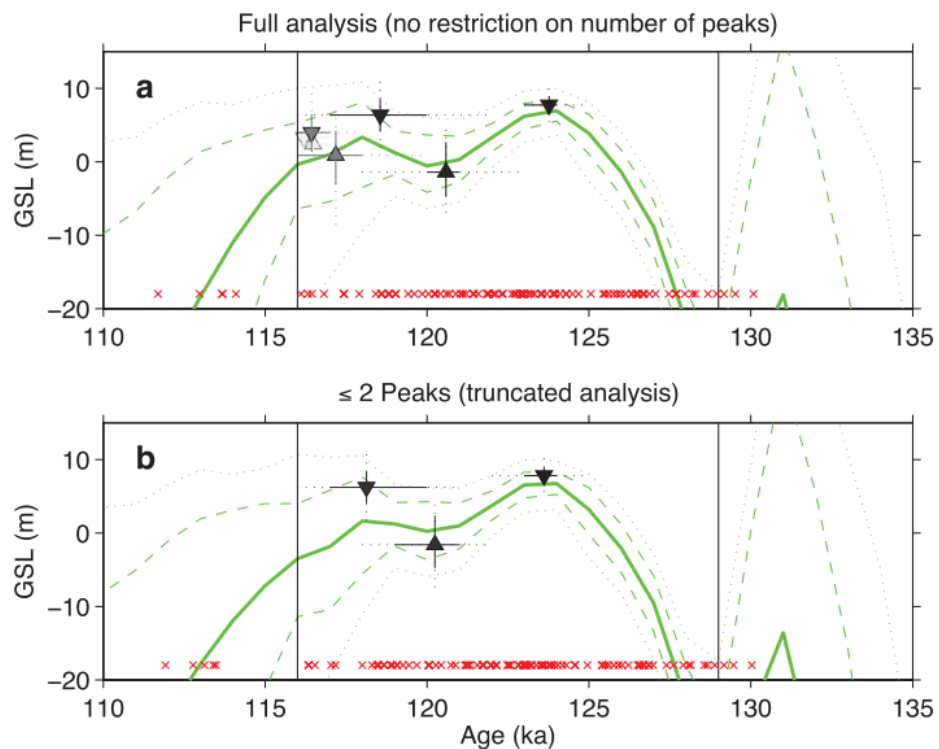 Full analysis (no restriction on number of peaks)
a
GSL (m)
10
0
−10
−20
110 115 120 125 130 135
≤ 2 Peaks (truncated analysis)
b
GSL (m)
10
0
−10
−20
110 115 120 125 130 135
Age (ka)